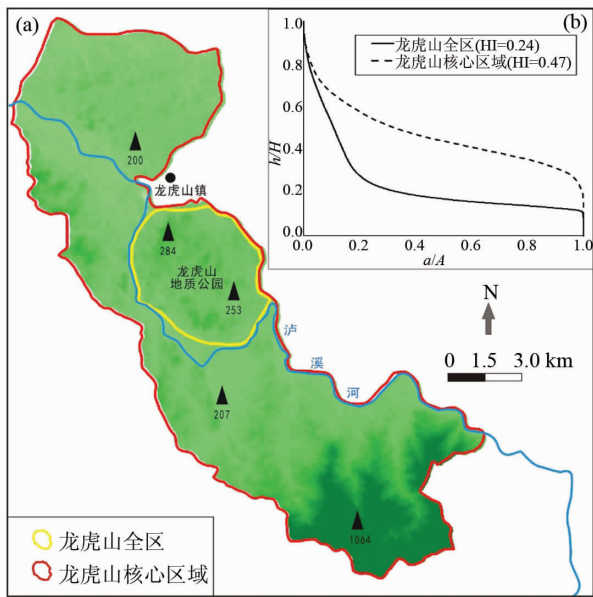 (a)
200
龙虎山镇
284
龙虎山
地质公园
253
207
1064
泸
溪
河
N
0 1.5 3.0 km
龙虎山全区
龙虎山核心区域
(b)
龙虎山全区(HI=0.24)
龙虎山核心区域(HI=0.47)
1.0
0.8
0.6
0.4
0.2
0.0
h/H
0.0 0.2 0.4 0.6 0.8 1.0
a/A